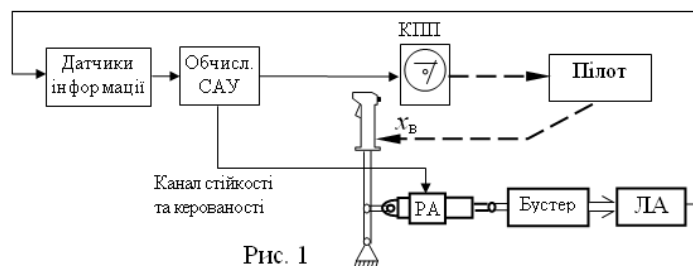 КПП
Датчики
інформації
Обчисл.
САУ
Пілот
xв
Канал стійкості
та керованості
РА
Бустер
ЛА
Рис. 1